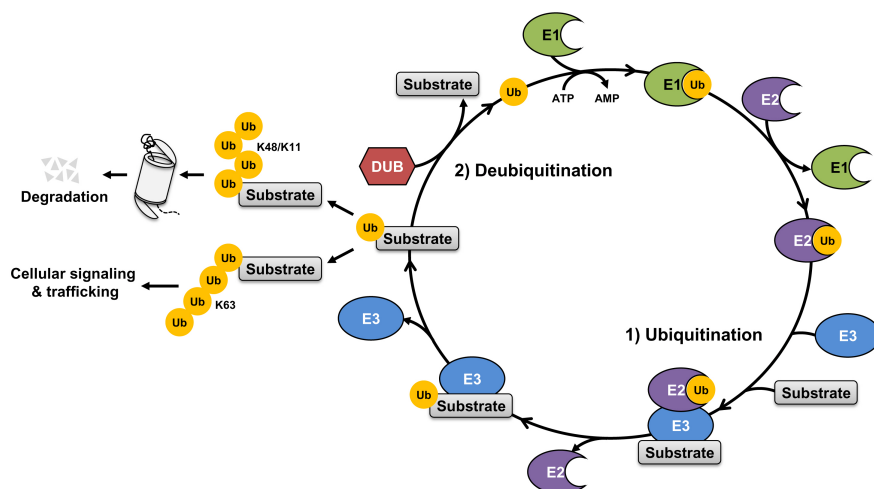 E1
Substrate
Ub
ATP
AMP
E1
Ub
E2
Ub
K48/K11
Ub
Ub
Ub
Substrate
DUB
2) Deubiquitination
E1
Degradation
Ub
Substrate
E2
Ub
Ub
Substrate
Cellular signaling
& trafficking
Ub
Ub
K63
Ub
E3
1) Ubiquitination
E3
E3
E2
Ub
Ub
Substrate
Substrate
E3
Substrate
E2